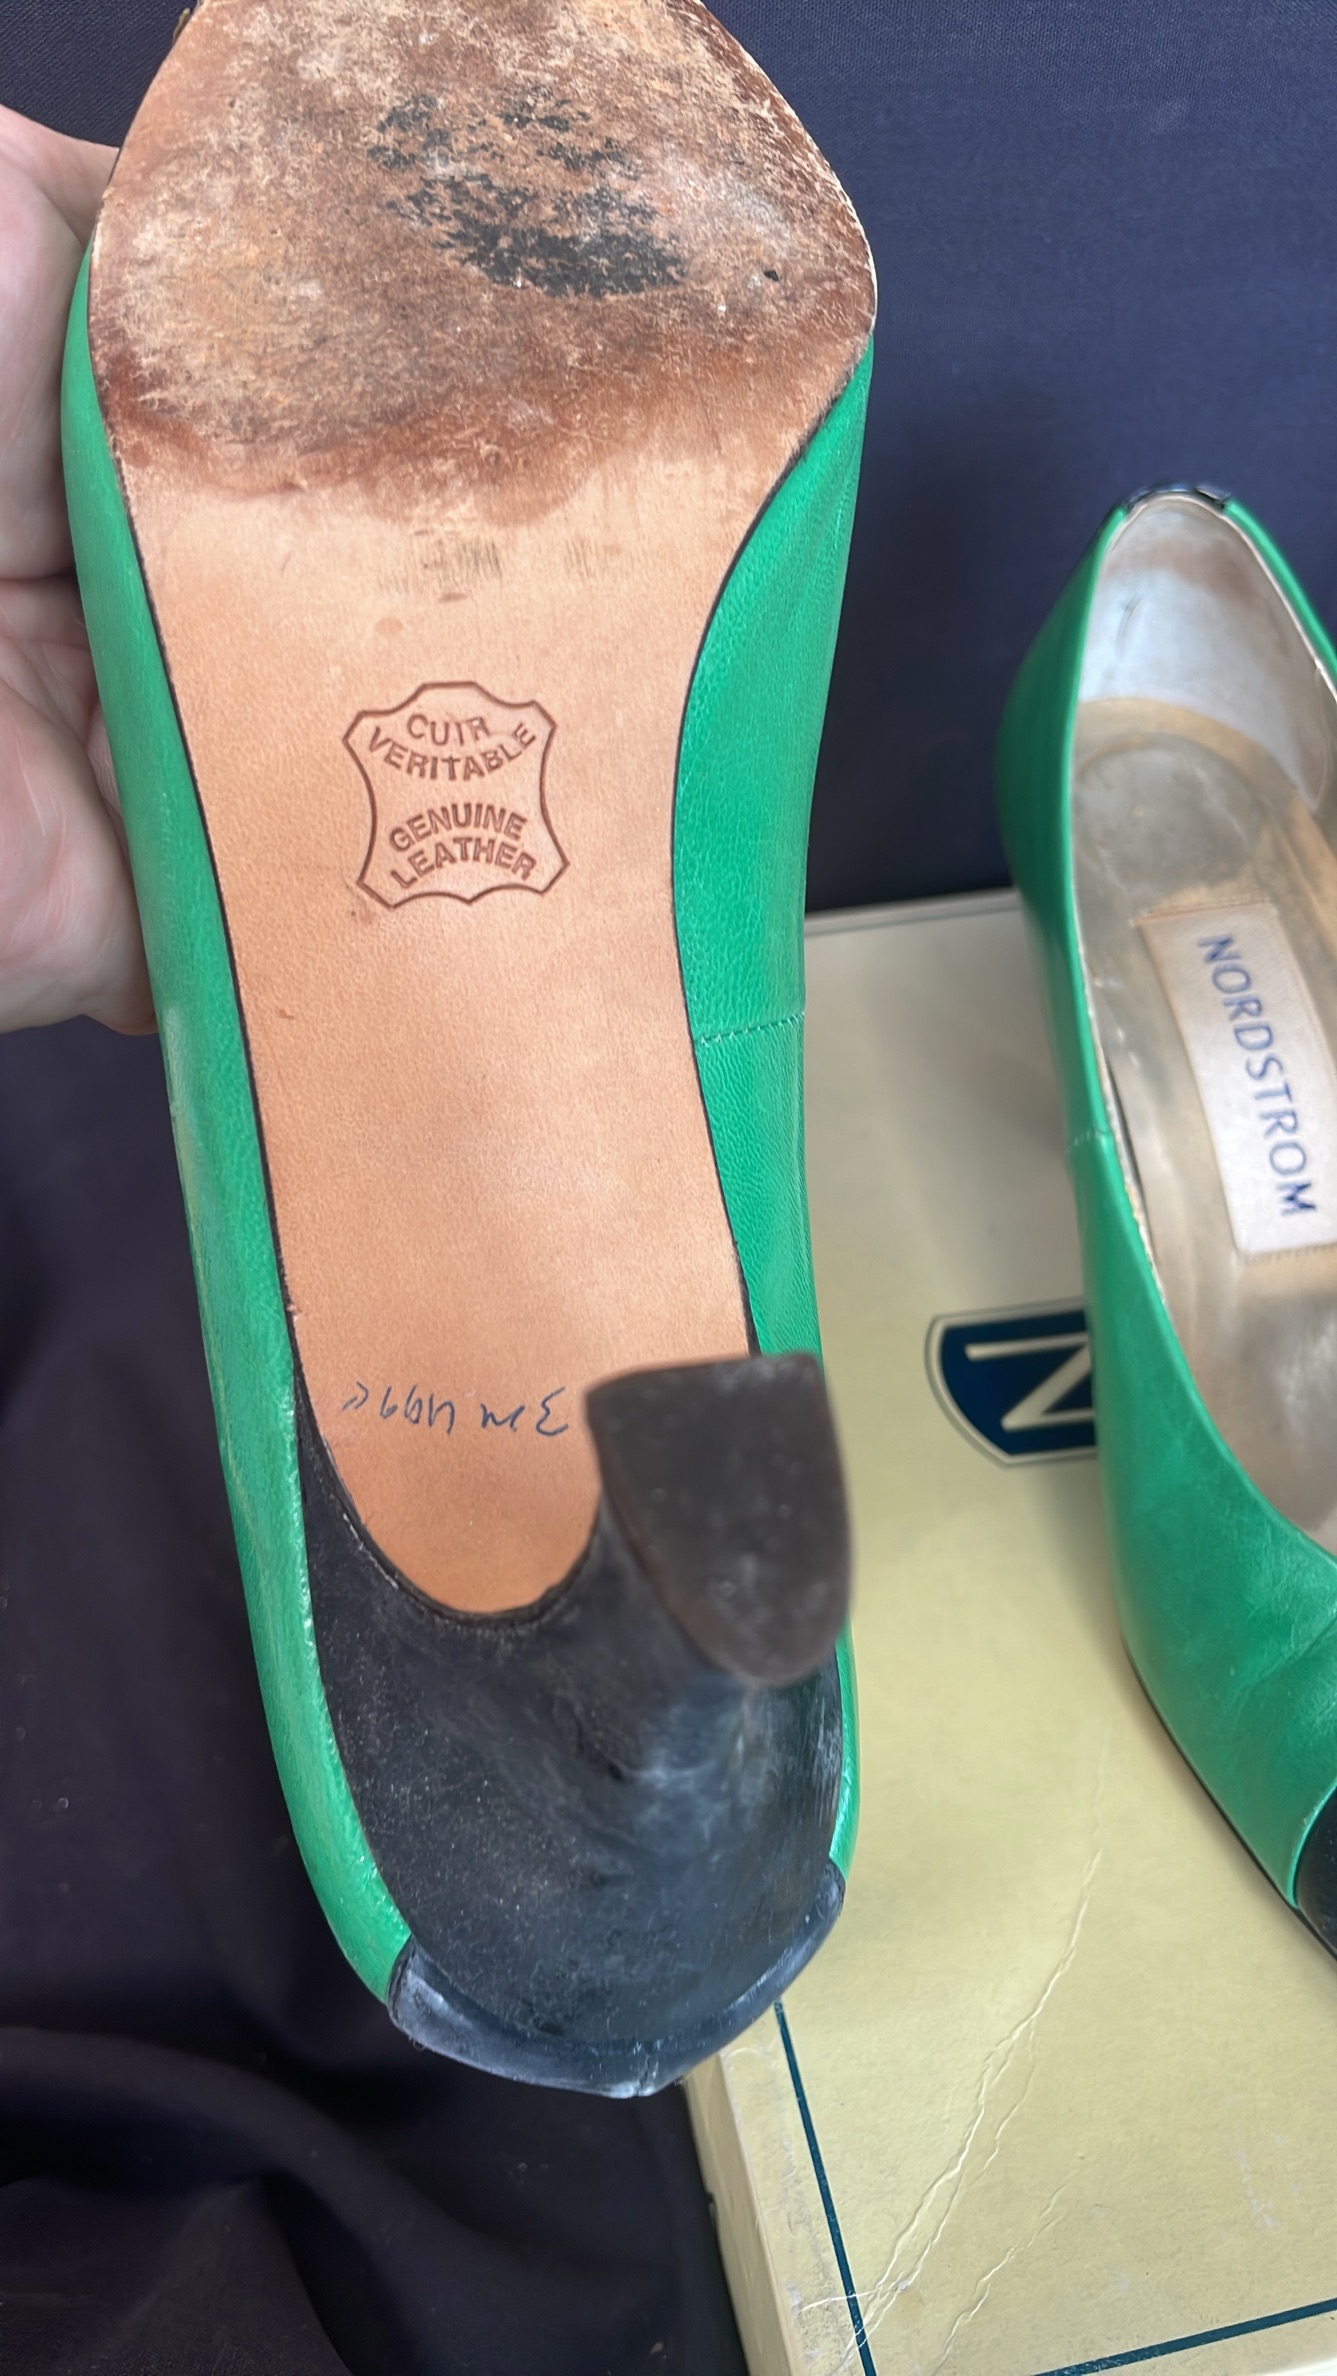 CUIR
VERITABLE
GENUINE
LEATHER
NORDSTROM
N